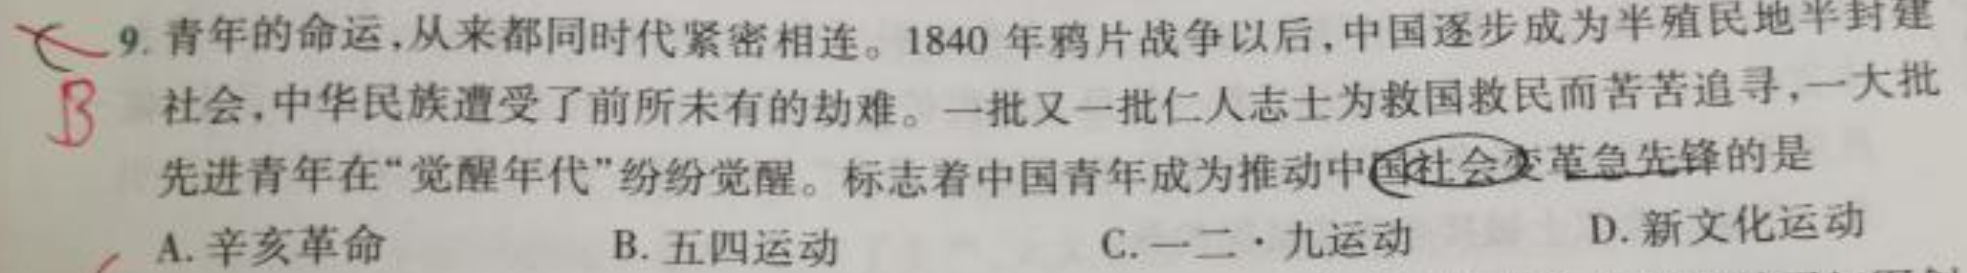 9. 青年的命运,从来都同时代紧密相连。1840 年鸦片战争以后,中国逐步成为半殖民地半封建
B 社会,中华民族遭受了前所未有的劫难。一批又一批仁人志士为救国救民而苦苦追寻,一大批
先进青年在“觉醒年代”纷纷觉醒。标志着中国青年成为推动中国社会变革急先锋的是
A. 辛亥革命 B. 五四运动 C. 一二·九运动 D. 新文化运动